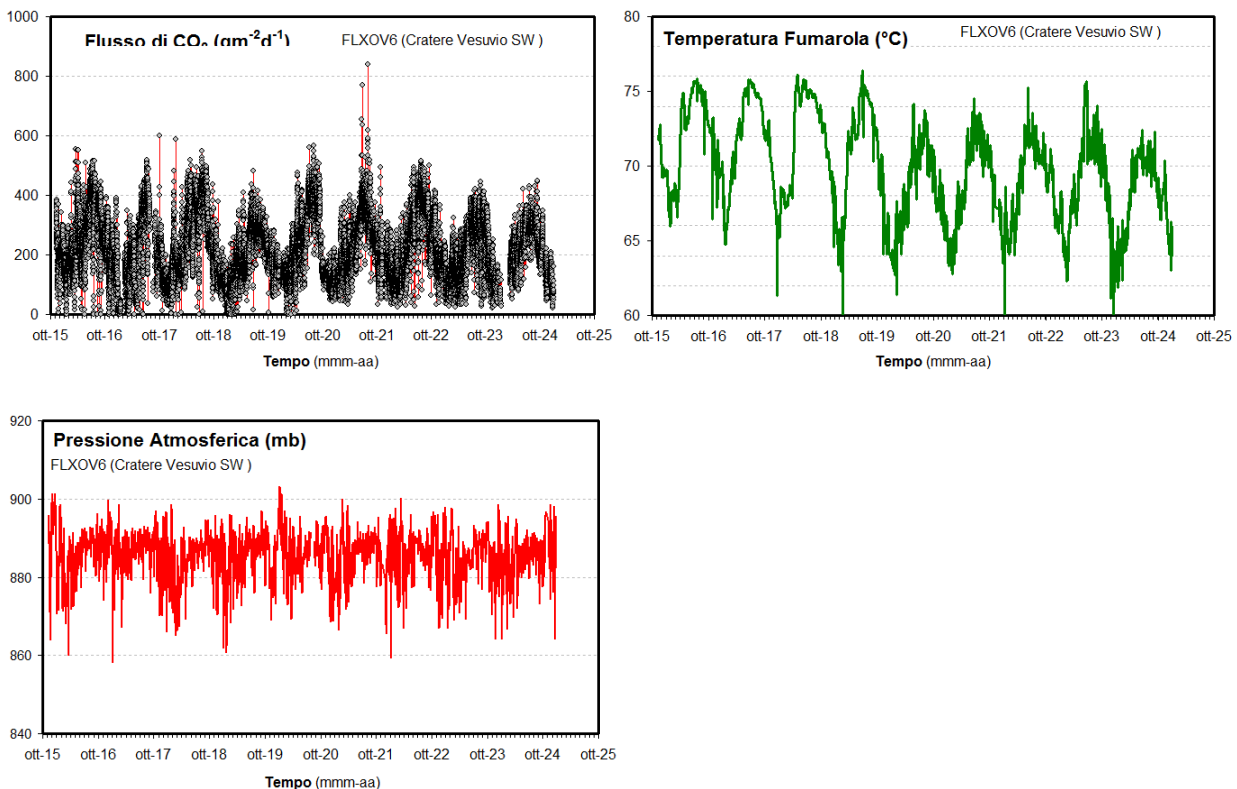 Flusso di CO₂ (gm⁻²d⁻¹)
FLXOV6 (Cratere Vesuvio SW )
1000
800
600
400
200
0
ott-15 ott-16 ott-17 ott-18 ott-19 ott-20 ott-21 ott-22 ott-23 ott-24 ott-25
Tempo (mmm-aa)
Temperatura Fumarola (°C)
FLXOV6 (Cratere Vesuvio SW )
80
75
70
65
60
ott-15 ott-16 ott-17 ott-18 ott-19 ott-20 ott-21 ott-22 ott-23 ott-24 ott-25
Tempo (mmm-aa)
Pressione Atmosferica (mb)
FLXOV6 (Cratere Vesuvio SW )
920
900
880
860
840
ott-15 ott-16 ott-17 ott-18 ott-19 ott-20 ott-21 ott-22 ott-23 ott-24 ott-25
Tempo (mmm-aa)